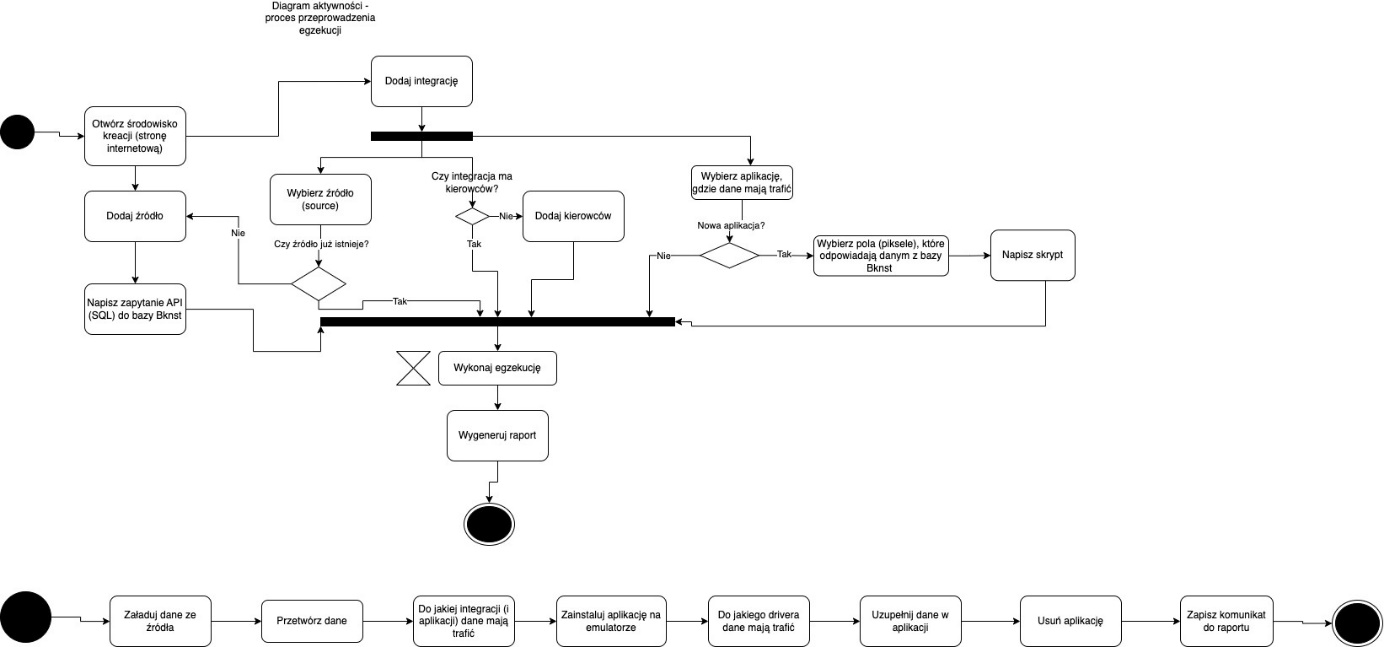 Diagram aktywności -
proces przeprowadzenia
egzekucji
Dodaj integrację
Otwórz środowisko
kreacji (stronę
internetową)
Wybierz źródło
(source)
Czy integracja ma
kierowców?
Wybierz aplikację,
gdzie dane mają trafić
Dodaj źródło
Nie
Dodaj kierowców
Nie
Czy źródło już istnieje?
Tak
Nowa aplikacja?
Nie
Tak
Wybierz pola (piksele), które
odpowiadają danym z bazy
Bknst
Napisz skrypt
Napisz zapytanie API
(SQL) do bazy Bknst
Tak
Wykonaj egzekucję
Wygeneruj raport
Załaduj dane ze
źródła
Przetwórz dane
Do jakiej integracji (i
aplikacji) dane mają
trafić
Zainstaluj aplikację na
emulatorze
Do jakiego drivera
dane mają trafić
Uzupełnij dane w
aplikacji
Usuń aplikację
Zapisz komunikat
do raportu